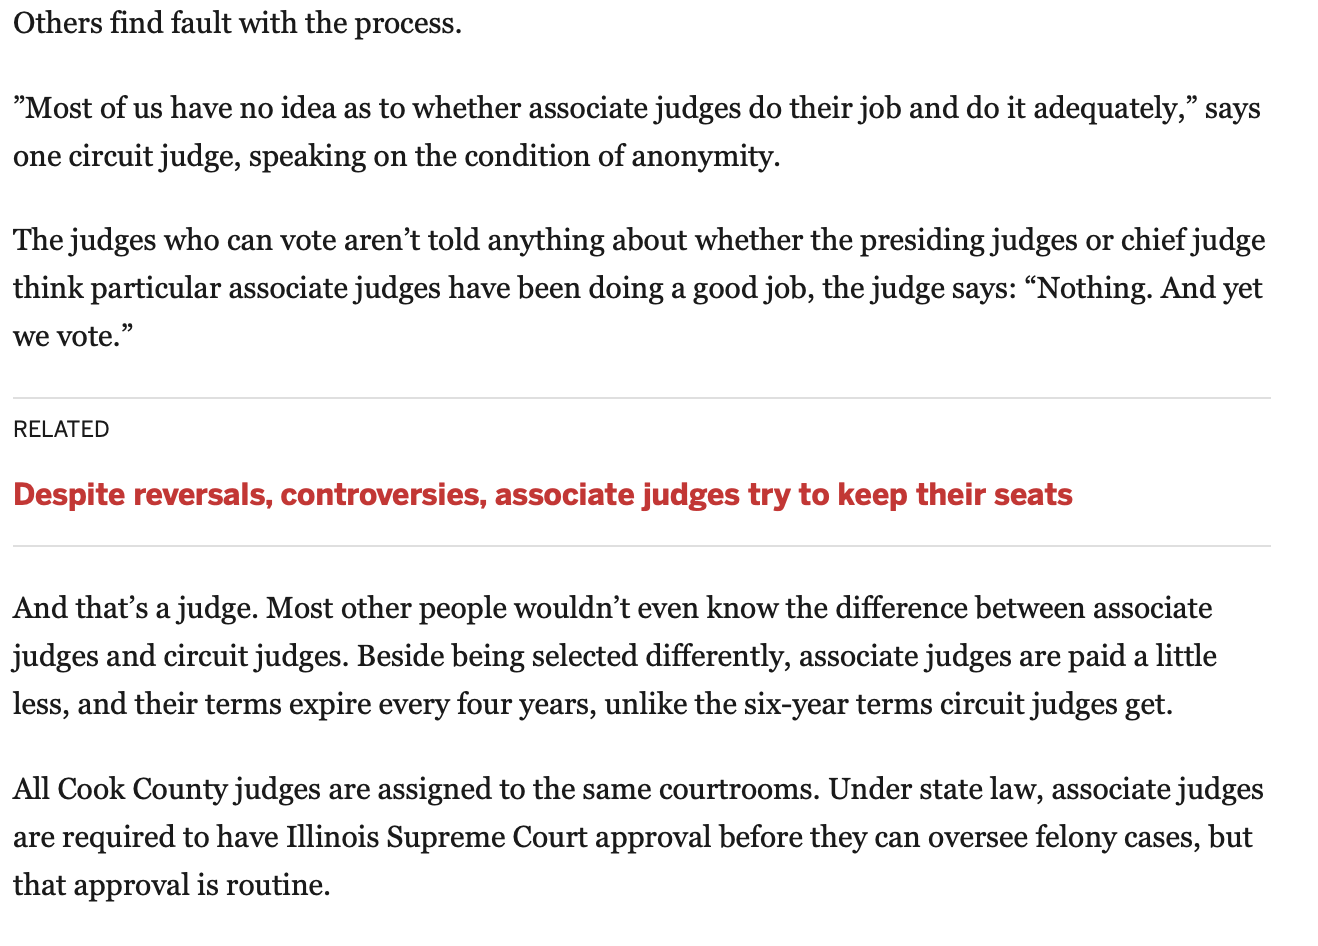 Others find fault with the process.
”Most of us have no idea as to whether associate judges do their job and do it adequately,” says
one circuit judge, speaking on the condition of anonymity.
The judges who can vote aren’t told anything about whether the presiding judges or chief judge
think particular associate judges have been doing a good job, the judge says: “Nothing. And yet
we vote.”
RELATED
Despite reversals, controversies, associate judges try to keep their seats
And that’s a judge. Most other people wouldn’t even know the difference between associate
judges and circuit judges. Beside being selected differently, associate judges are paid a little
less, and their terms expire every four years, unlike the six-year terms circuit judges get.
All Cook County judges are assigned to the same courtrooms. Under state law, associate judges
are required to have Illinois Supreme Court approval before they can oversee felony cases, but
that approval is routine.